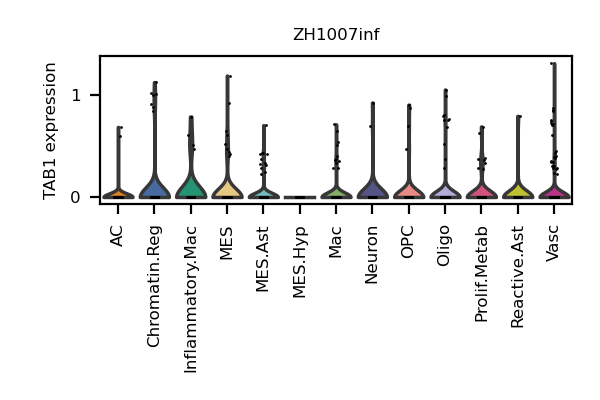 ZH1007inf
TAB1 expression
1
0
AC
Chromatin.Reg
Inflammatory.Mac
MES
MES.Ast
MES.Hyp
Mac
Neuron
OPC
Oligo
Prolif.Metab
Reactive.Ast
Vasc